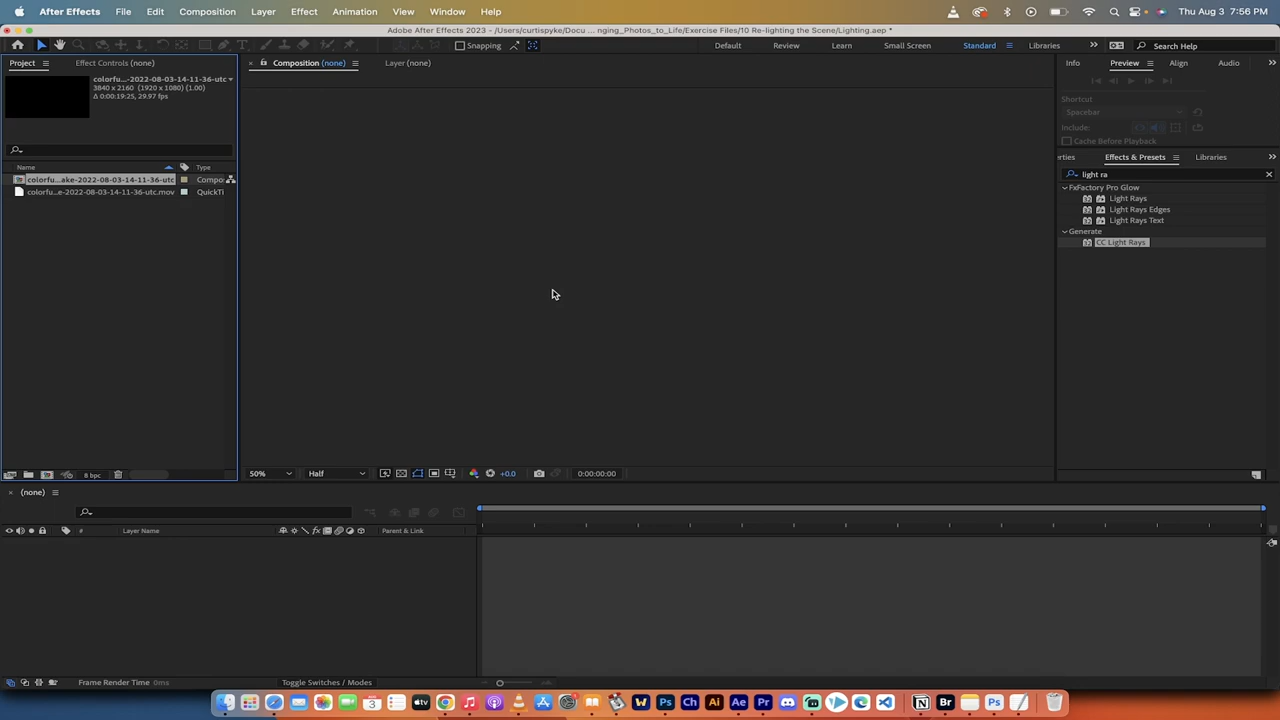 After Effects File Edit Composition Layer Effect Animation View Window Help Thu Aug 3 7:56 PM
Adobe After Effects 2023 - /Users/curtispyke/Docu ... nging_Photos_to_Life/Exercise Files/10 Re-lighting the Scene/Lighting.aep *
Snapping Default Review Learn Small Screen Standard Libraries Search Help
Project Effect Controls (none) Composition (none) Layer (none) Info Preview Align Audio
colorfu...-2022-08-03-14-11-36-utc
3840 x 2160 (1920 x 1080) (1.00)
Δ 0:00:19:25, 29.97 fps
Shortcut
Spacebar
Include:
Cache Before Playback
Name Type
erties Effects & Presets Libraries
colorfu...ake-2022-08-03-14-11-36-utc Compo
light ra
colorfu...e-2022-08-03-14-11-36-utc.mov QuickTi
FxFactory Pro Glow
Light Rays
Light Rays Edges
Light Rays Text
Generate
CC Light Rays
8 bpc 50% Half +0.0 0:00:00:00
(none)
# Layer Name Parent & Link
Frame Render Time 0ms Toggle Switches / Modes